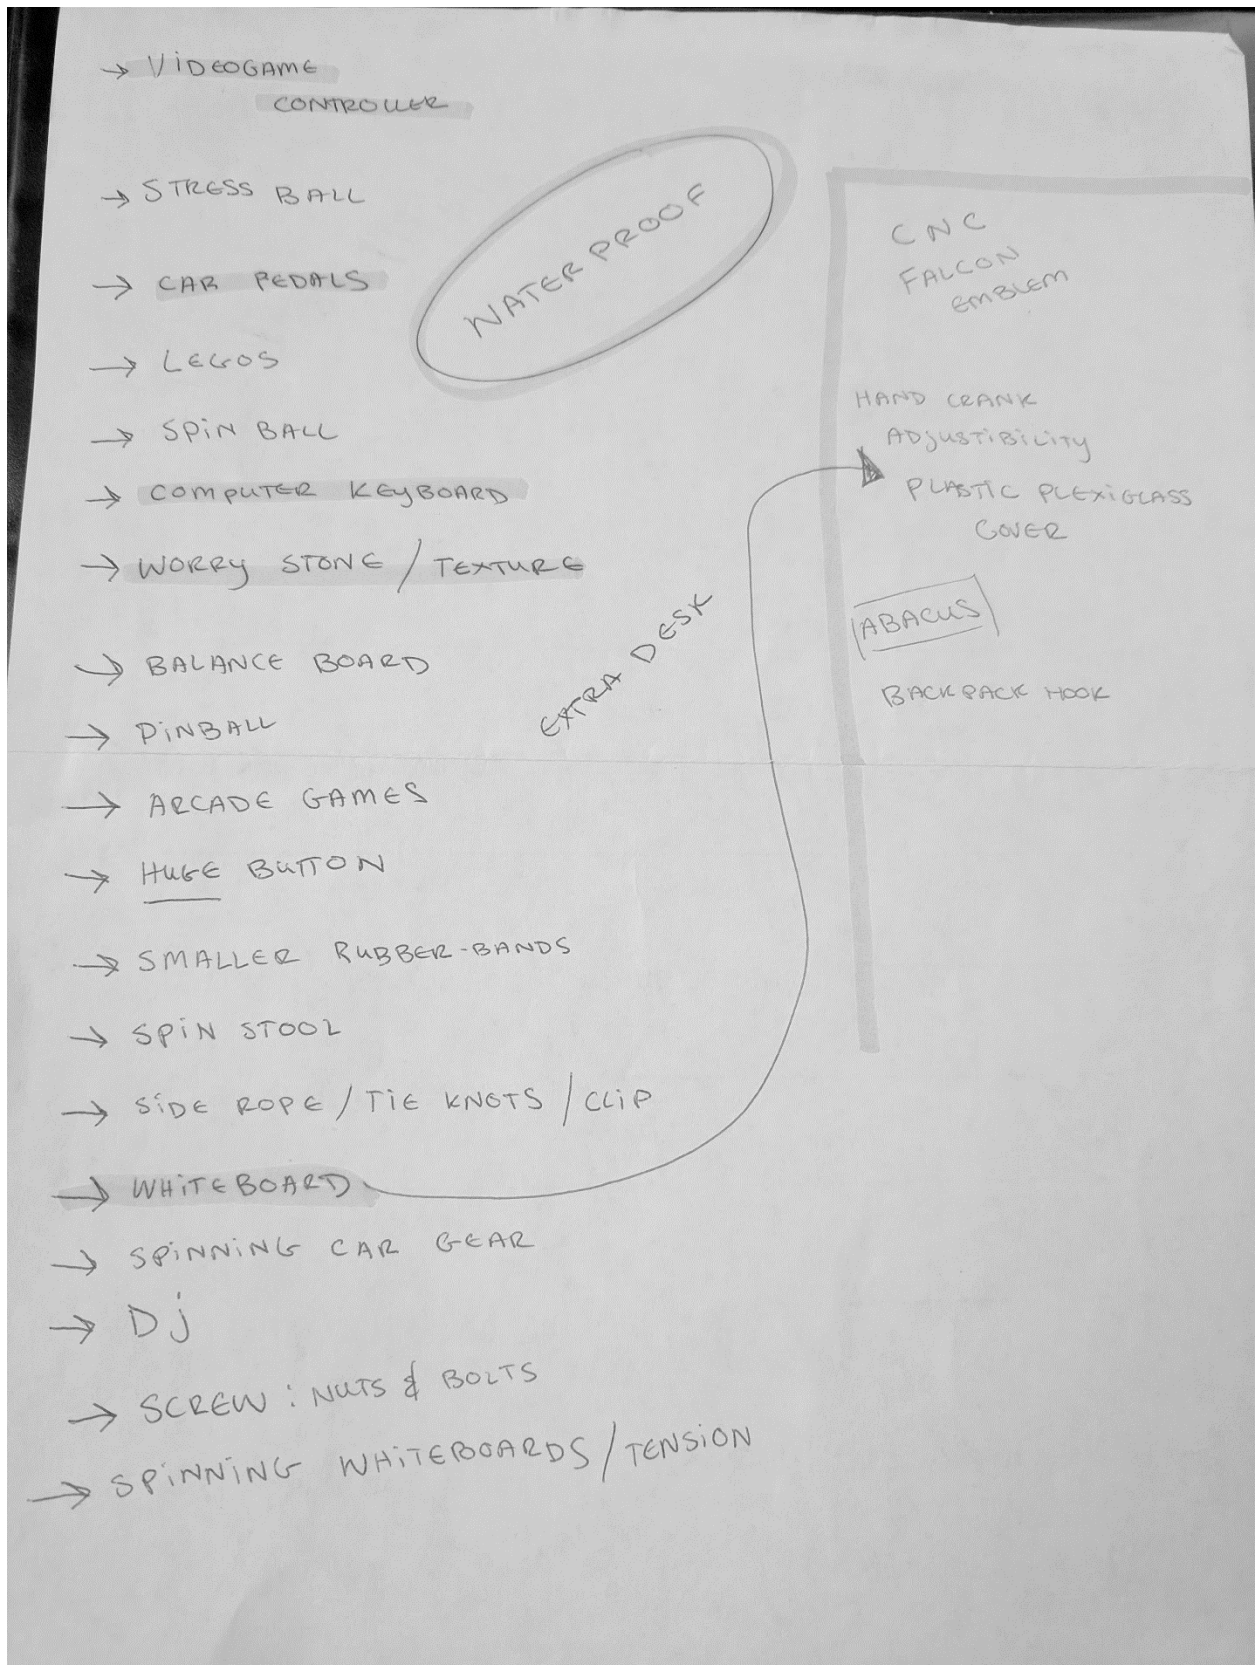 → ViDEOGAME
CONTROLLER
→ STRESS BALL
→ CAR PEDALS
→ LEGOS
→ SPiN BALL
→ COMPUTER KEyBOARD
→ WORRy STONE / TEXTURE
→ BALANCE BOARD
→ PiNBALL
→ ARCADE GAMES
→ HUGE BUTTON
→ SMALLER RUBBER-BANDS
→ SPiN STOOL
→ SiDE ROPE / TiE KNOTS / CLiP
→ WHiTEBOARD
→ SPiNNiNG CAR GEAR
→ Dj
→ SCREW : NUTS & BOLTS
→ SPiNNiNG WHiTEBOARDS / TENSiON
WATER PROOF
EXTRA DESK
CNC
FALCON
EMBLEM
HAND CRANK
ADjUSTiBiLiTy
PLASTiC PLEXiGLASS
COVER
ABACUS
BACKPACK HOOK